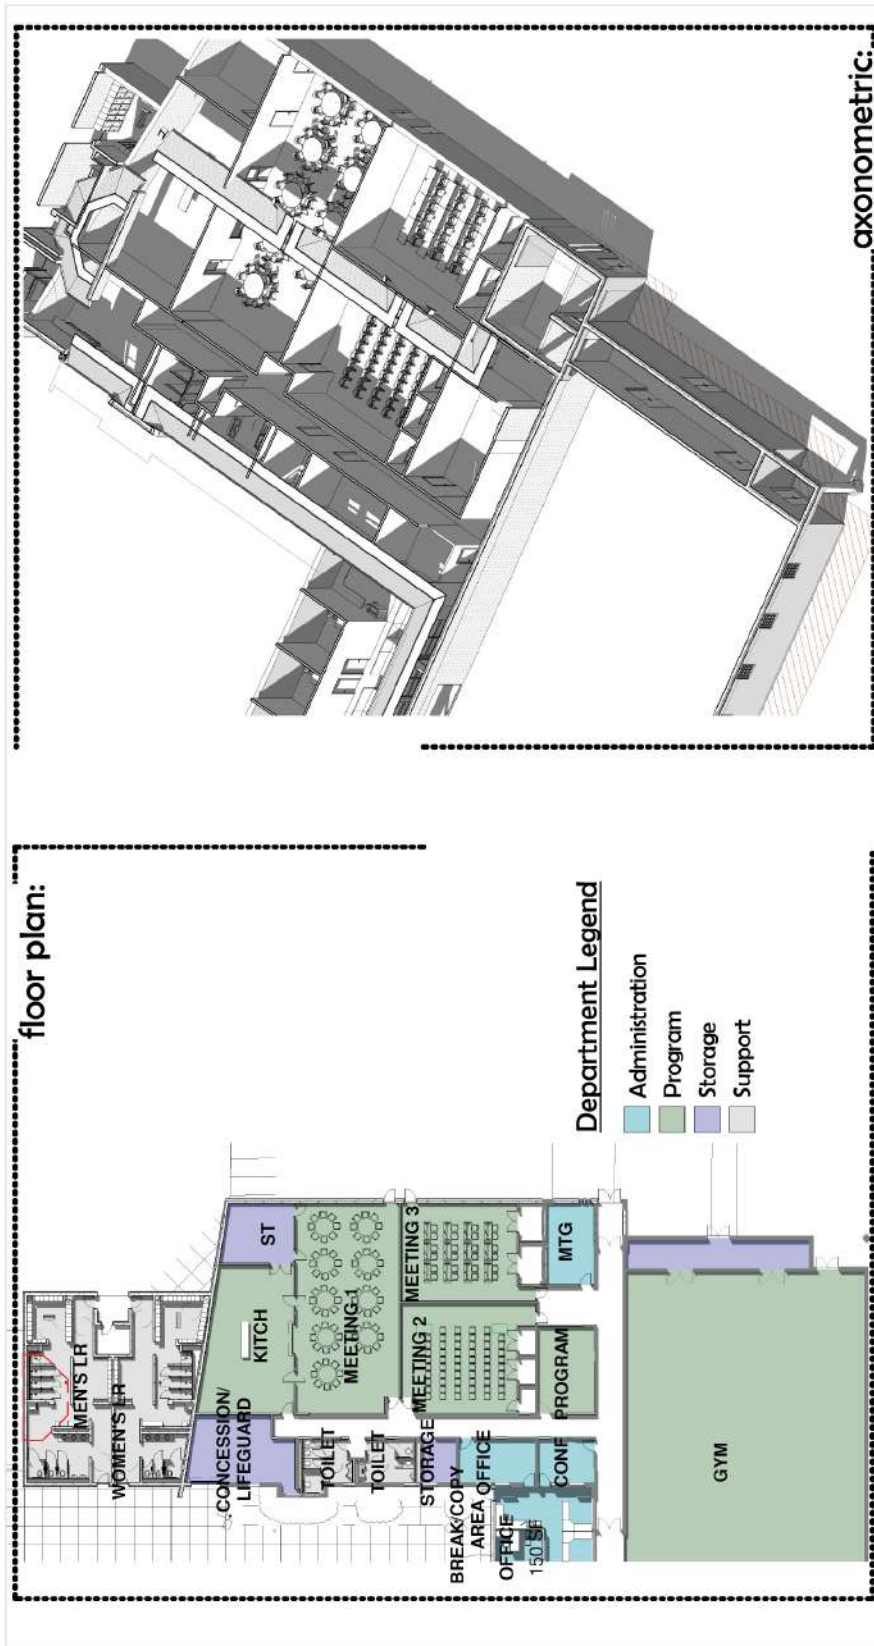 floor plan:
MEN'S LR
WOMEN'S LR
CONCESSION/
LIFEGUARD
KITCH
ST
TOILET
TOILET
MEETING 1
STORAGE
MEETING 2
MEETING 3
BREAK/COPY
AREA
OFFICE
OFFICE
150 SF
CONF
PROGRAM
MTG
GYM
Department Legend
Administration
Program
Storage
Support
axonometric: